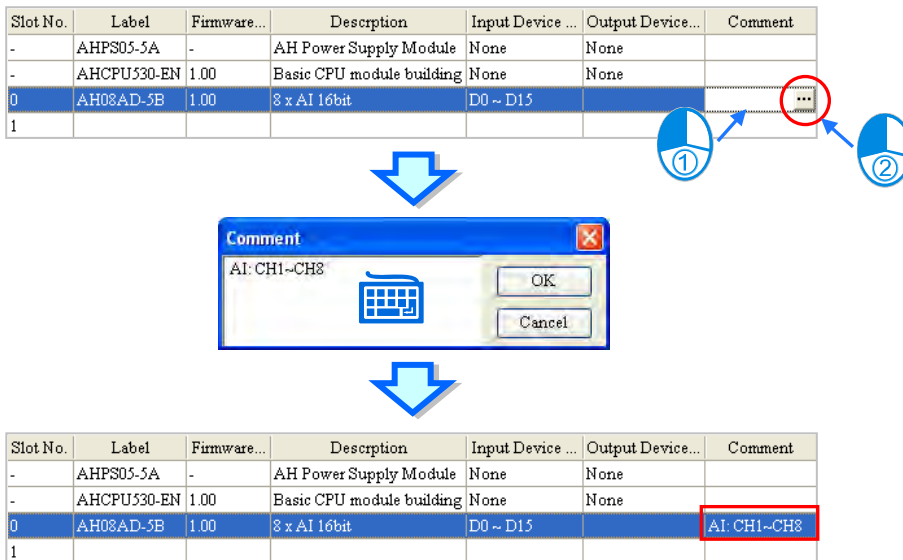 Slot No. Label Firmware... Descrption Input Device ... Output Device... Comment
- AHPS05-5A - AH Power Supply Module None None
- AHCPU530-EN 1.00 Basic CPU module building None None
0 AH08AD-5B 1.00 8 x AI 16bit D0 ~ D15 ...
1
① ②
Comment
AI: CH1~CH8
OK
Cancel
Slot No. Label Firmware... Descrption Input Device ... Output Device... Comment
- AHPS05-5A - AH Power Supply Module None None
- AHCPU530-EN 1.00 Basic CPU module building None None
0 AH08AD-5B 1.00 8 x AI 16bit D0 ~ D15 AI: CH1~CH8
1